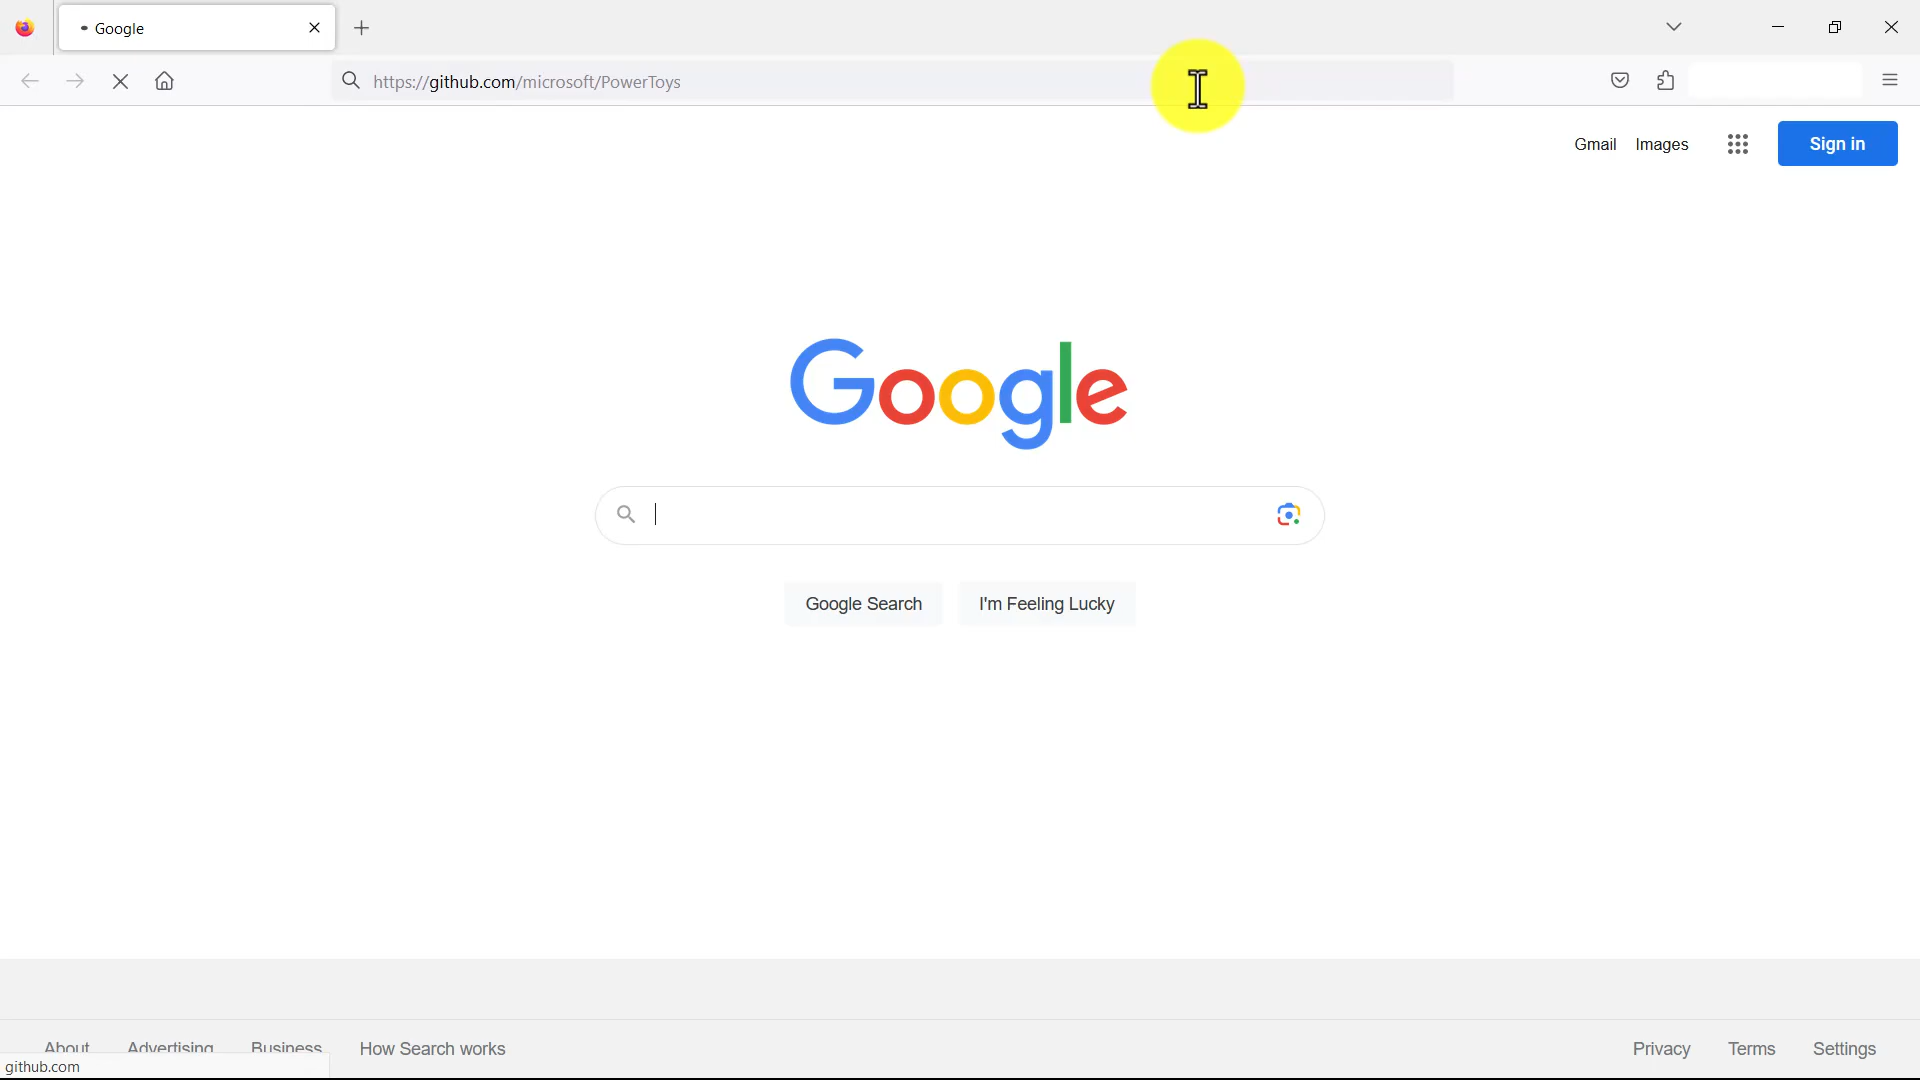 Google
https://github.com/microsoft/PowerToys
Gmail Images Sign in
Google
Google Search I'm Feeling Lucky
About Advertising Business How Search works Privacy Terms Settings
github.com